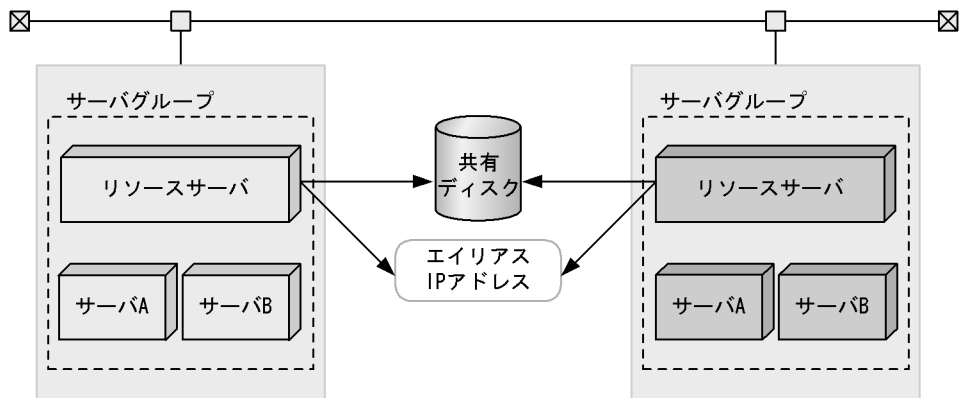 サーバグループ
サーバグループ
リソースサーバ
共有
ディスク
リソースサーバ
エイリアス
IPアドレス
サーバA
サーバB
サーバA
サーバB